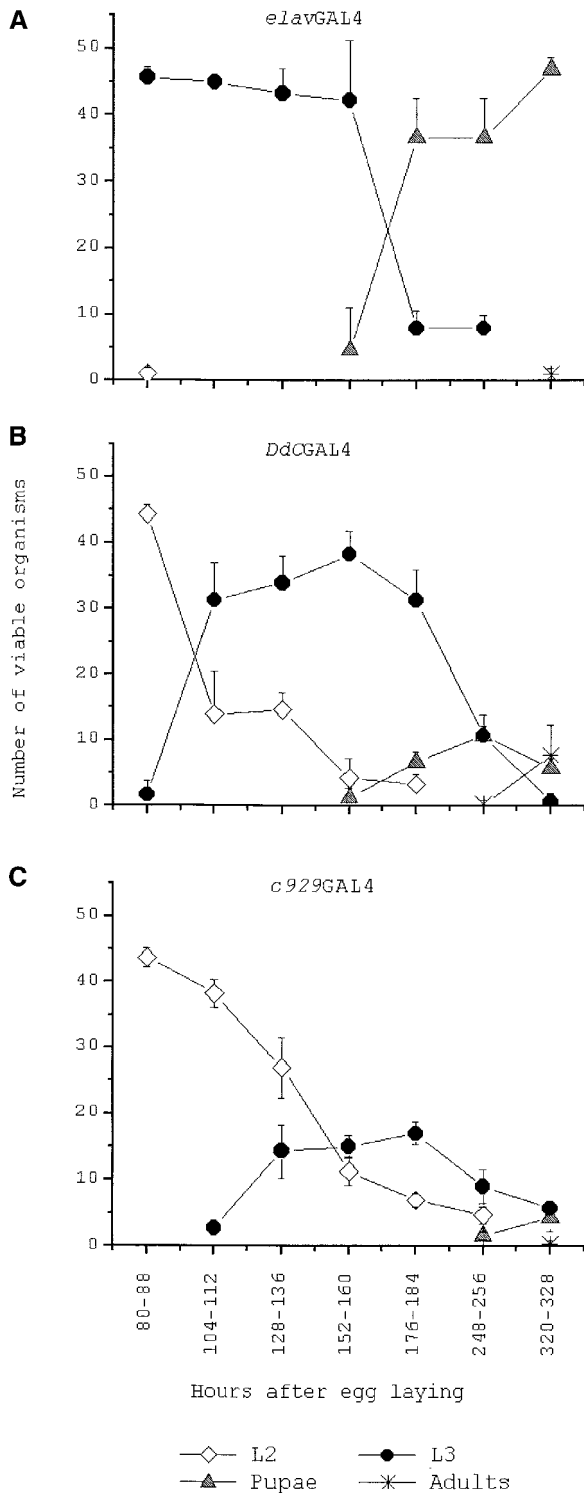 A
elavGAL4
50
40
30
20
10
0
B
DdCGAL4
50
40
30
20
10
0
Number of viable organisms
C
c929GAL4
50
40
30
20
10
0
80-88
104-112
128-136
152-160
176-184
248-256
320-328
Hours after egg laying
L2
L3
Pupae
Adults